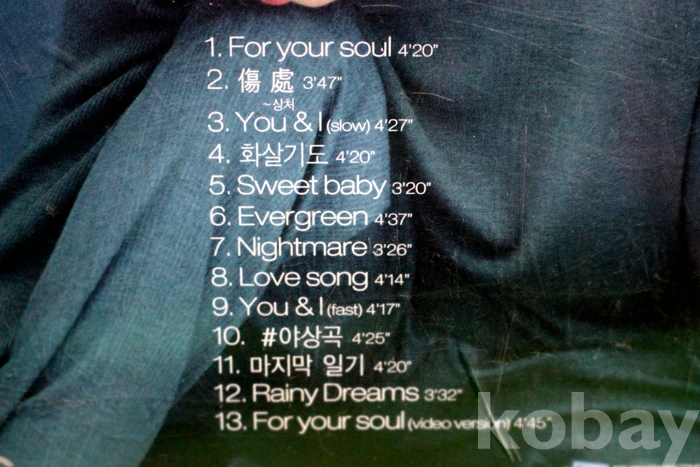 1. For your soul 4'20"
2. 傷 處 3'47"
~상처
3. You & I (slow) 4'27"
4. 화살기도 4'20"
5. Sweet baby 3'20"
6. Evergreen 4'37"
7. Nightmare 3'26"
8. Love song 4'14"
9. You & I (fast) 4'17"
10. #야상곡 4'25"
11. 마지막 일기 4'20"
12. Rainy Dreams 3'32"
13. For your soul (video version) 4'45"
kobay